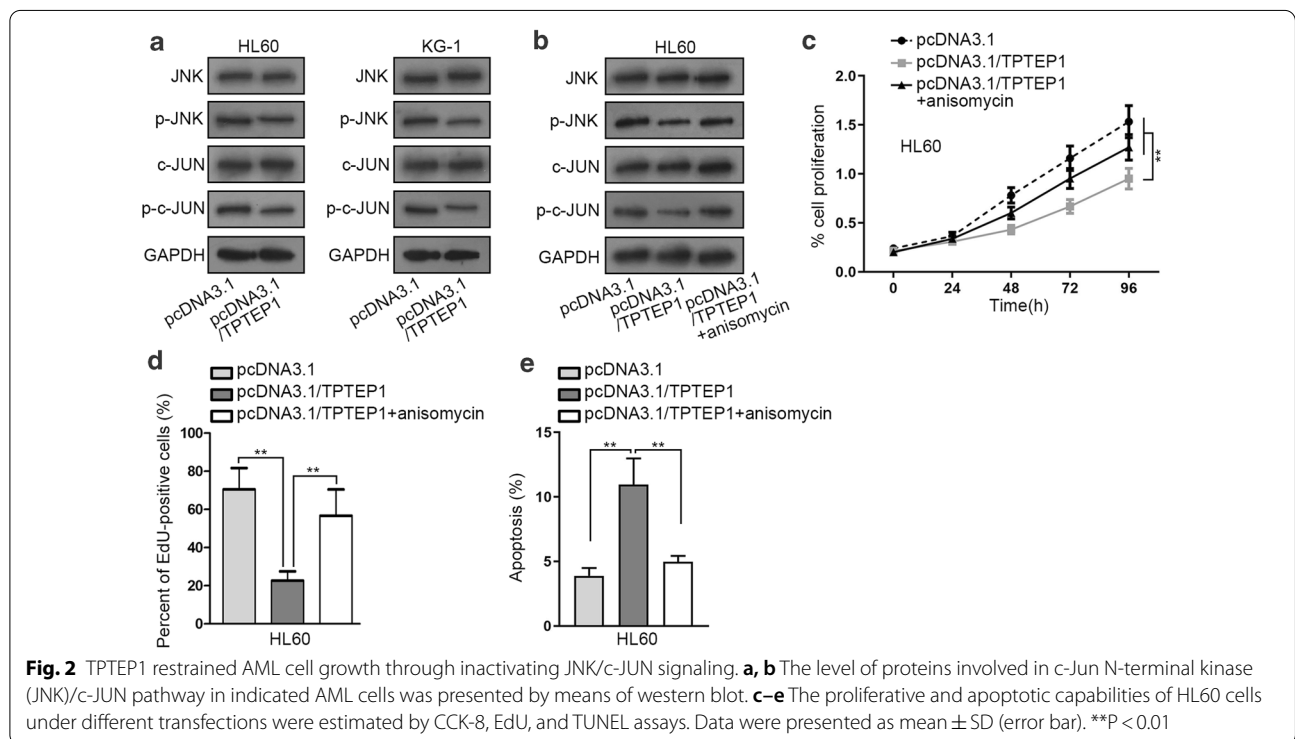 a
HL60
KG-1
JNK
p-JNK
c-JUN
p-c-JUN
GAPDH
pcDNA3.1
pcDNA3.1
/TPTEP1
JNK
p-JNK
c-JUN
p-c-JUN
GAPDH
pcDNA3.1
pcDNA3.1
/TPTEP1
b
HL60
JNK
p-JNK
c-JUN
p-c-JUN
GAPDH
pcDNA3.1
pcDNA3.1
/TPTEP1
pcDNA3.1
/TPTEP1
+anisomycin
c
pcDNA3.1
pcDNA3.1/TPTEP1
pcDNA3.1/TPTEP1
+anisomycin
HL60
% cell proliferation
2.0
1.5
1.0
0.5
0.0
0 24 48 72 96
Time(h)
**
d
pcDNA3.1
pcDNA3.1/TPTEP1
pcDNA3.1/TPTEP1+anisomycin
Percent of EdU-positive cells (%)
100
80
60
40
20
0
** **
HL60
e
pcDNA3.1
pcDNA3.1/TPTEP1
pcDNA3.1/TPTEP1+anisomycin
Apoptosis (%)
15
10
5
0
** **
HL60
Fig. 2 TPTEP1 restrained AML cell growth through inactivating JNK/c-JUN signaling. a, b The level of proteins involved in c-Jun N-terminal kinase
(JNK)/c-JUN pathway in indicated AML cells was presented by means of western blot. c–e The proliferative and apoptotic capabilities of HL60 cells
under different transfections were estimated by CCK-8, EdU, and TUNEL assays. Data were presented as mean ± SD (error bar). **P < 0.01